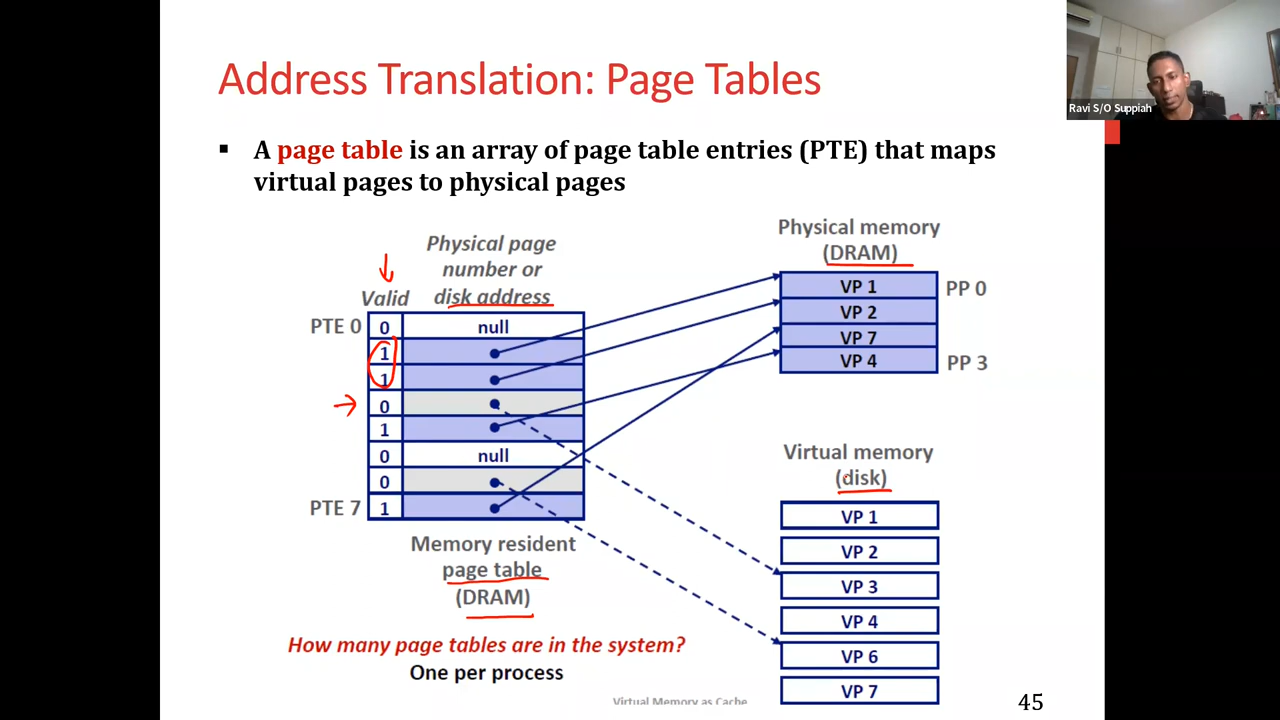 Address Translation: Page Tables
Ravi S/O Suppiah
▪ A page table is an array of page table entries (PTE) that maps
virtual pages to physical pages
Physical page
number or
disk address
Valid
PTE 0
0
null
1
1
0
1
0
null
0
PTE 7
1
Memory resident
page table
(DRAM)
How many page tables are in the system?
One per process
Physical memory
(DRAM)
VP 1
PP 0
VP 2
VP 7
VP 4
PP 3
Virtual memory
(disk)
VP 1
VP 2
VP 3
VP 4
VP 6
VP 7
Virtual Memory as Cache
45